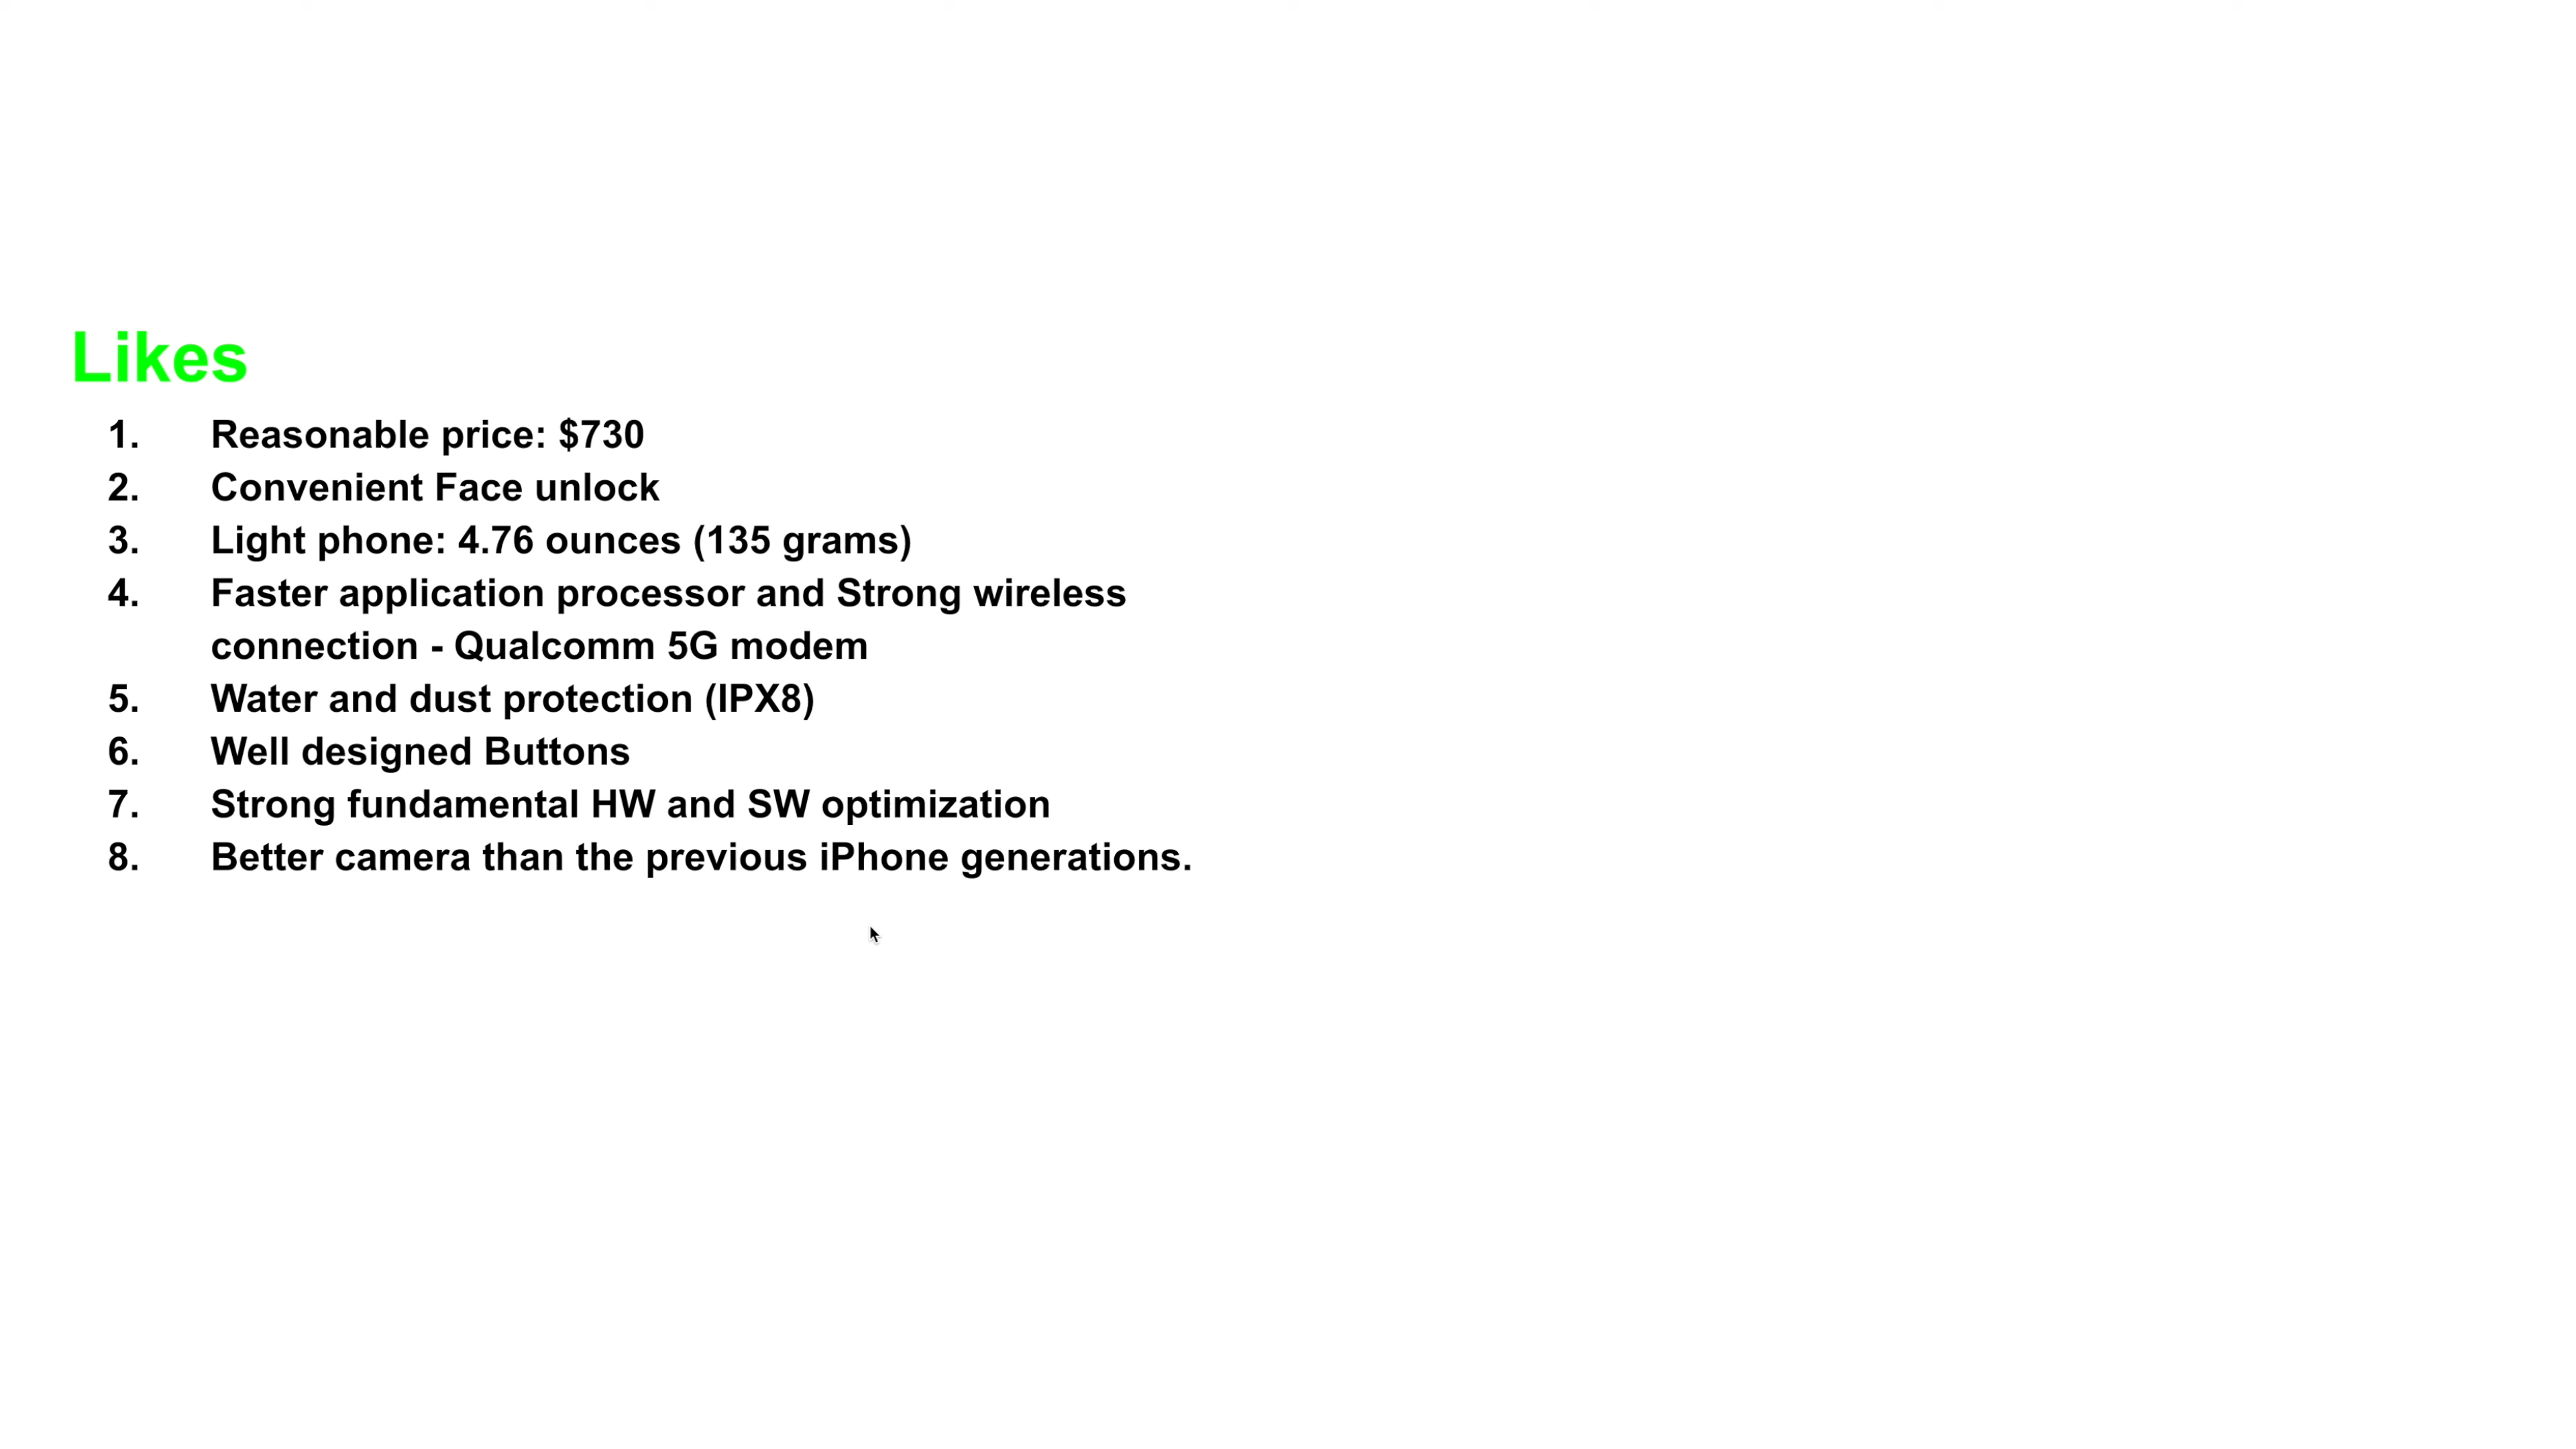 Likes
1. Reasonable price: $730
2. Convenient Face unlock
3. Light phone: 4.76 ounces (135 grams)
4. Faster application processor and Strong wireless
connection - Qualcomm 5G modem
5. Water and dust protection (IPX8)
6. Well designed Buttons
7. Strong fundamental HW and SW optimization
8. Better camera than the previous iPhone generations.